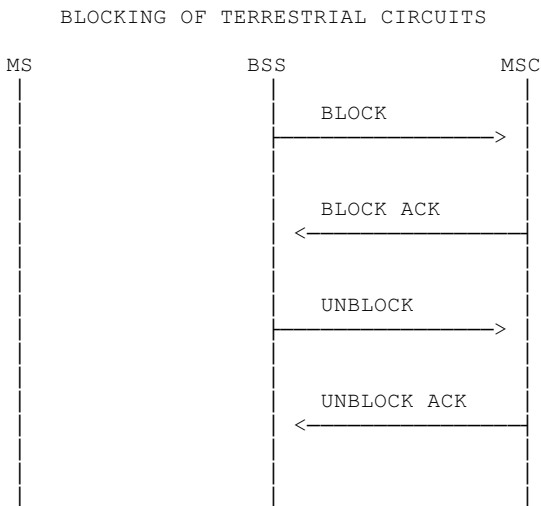 BLOCKING OF TERRESTRIAL CIRCUITS
MS BSS MSC
BLOCK
BLOCK ACK
UNBLOCK
UNBLOCK ACK